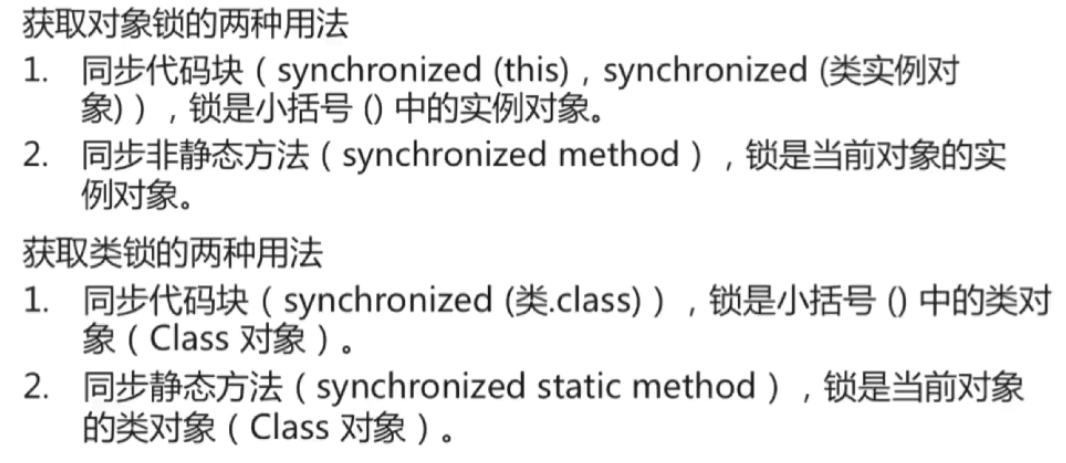 获取对象锁的两种用法
1. 同步代码块（synchronized (this)，synchronized (类实例对
象)），锁是小括号 () 中的实例对象。
2. 同步非静态方法（synchronized method），锁是当前对象的实
例对象。
获取类锁的两种用法
1. 同步代码块（synchronized (类.class)），锁是小括号 () 中的类对
象（Class 对象）。
2. 同步静态方法（synchronized static method），锁是当前对象
的类对象（Class 对象）。